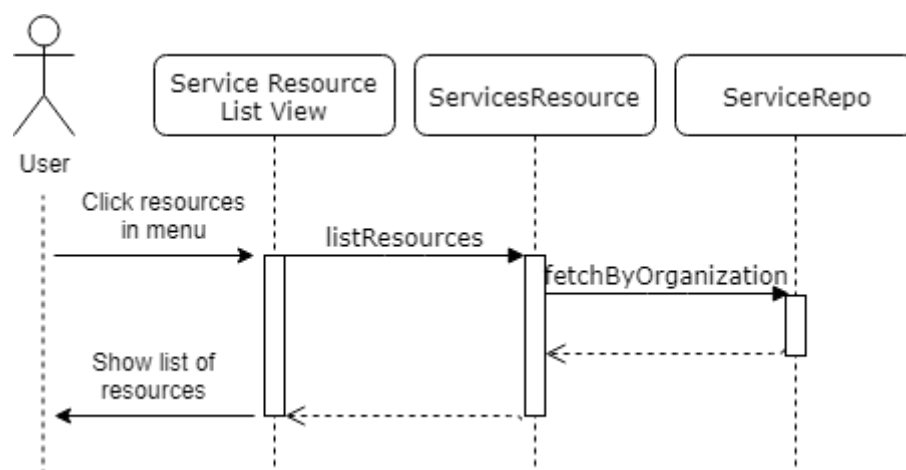 Service Resource
List View
ServicesResource
ServiceRepo
User
Click resources
in menu
listResources
fetchByOrganization
Show list of
resources